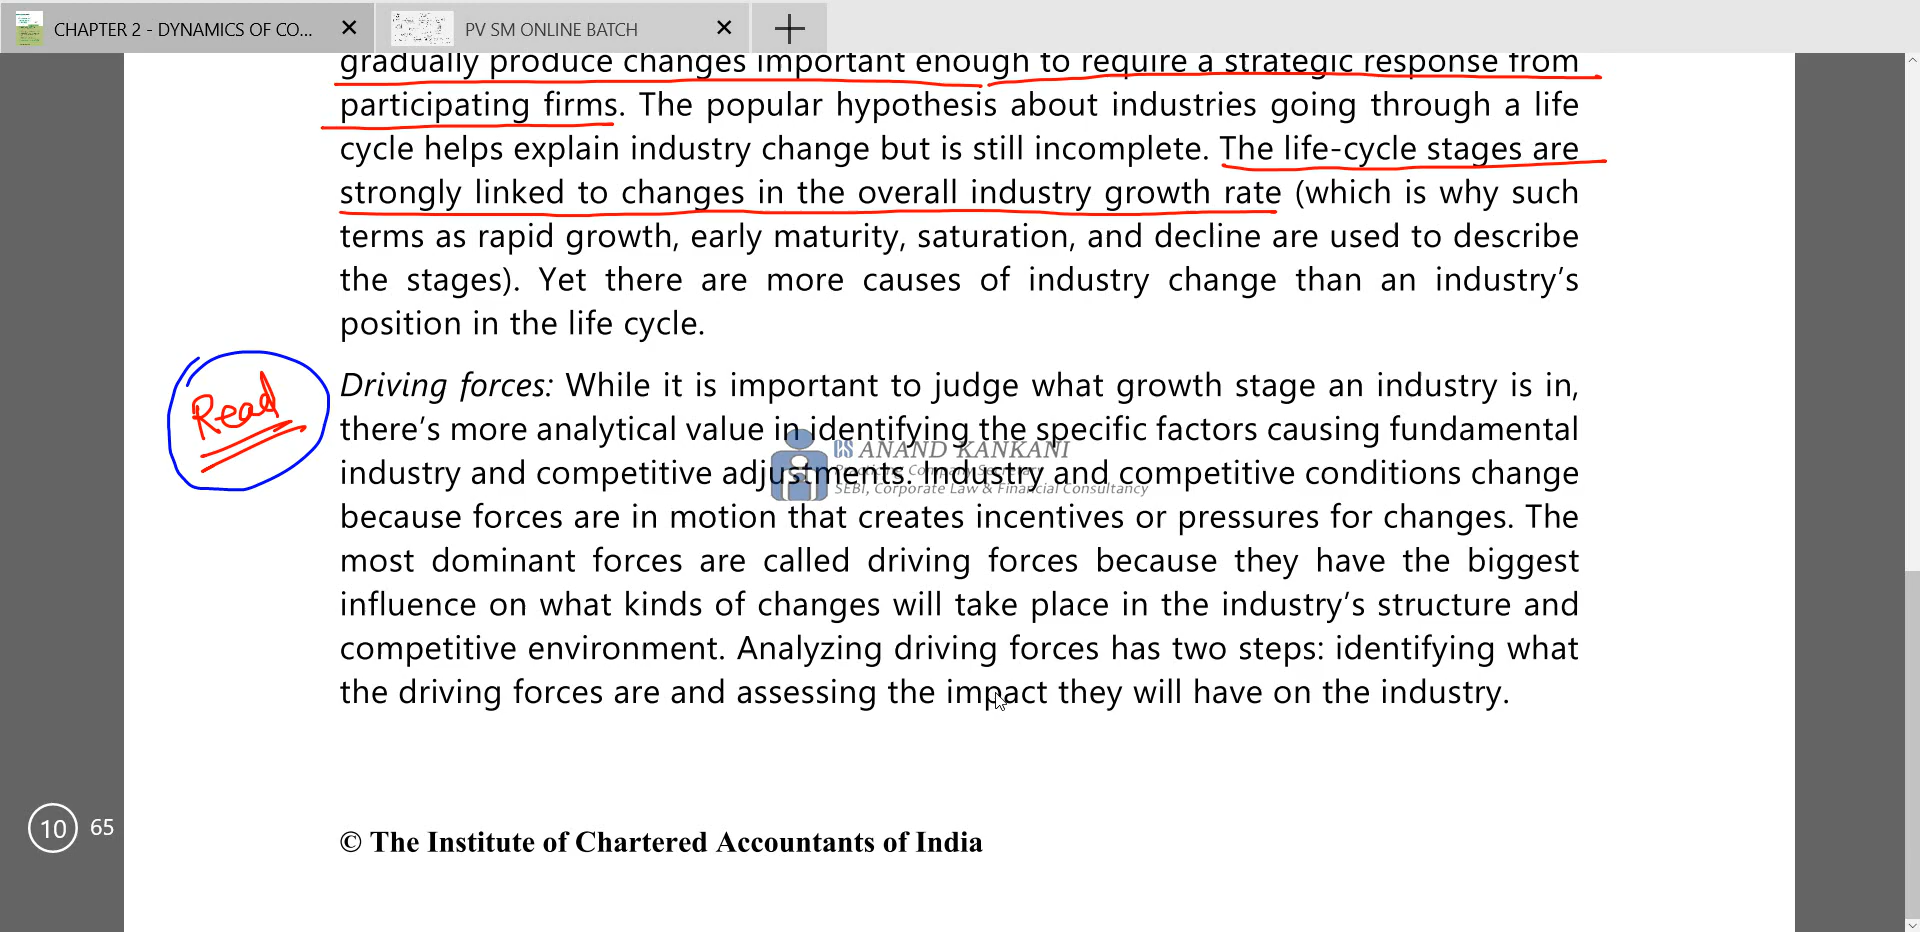 CHAPTER 2 - DYNAMICS OF CO...
PV SM ONLINE BATCH
gradually produce changes important enough to require a strategic response from
participating firms. The popular hypothesis about industries going through a life
cycle helps explain industry change but is still incomplete. The life-cycle stages are
strongly linked to changes in the overall industry growth rate (which is why such
terms as rapid growth, early maturity, saturation, and decline are used to describe
the stages). Yet there are more causes of industry change than an industry’s
position in the life cycle.
Read
Driving forces: While it is important to judge what growth stage an industry is in,
there’s more analytical value in identifying the specific factors causing fundamental
CS ANAND KANKANI
industry and competitive adjustments. Industry and competitive conditions change
Practicing Company Secretary
SEBI, Corporate Law & Financial Consultancy
because forces are in motion that creates incentives or pressures for changes. The
most dominant forces are called driving forces because they have the biggest
influence on what kinds of changes will take place in the industry’s structure and
competitive environment. Analyzing driving forces has two steps: identifying what
the driving forces are and assessing the impact they will have on the industry.
10 65
© The Institute of Chartered Accountants of India